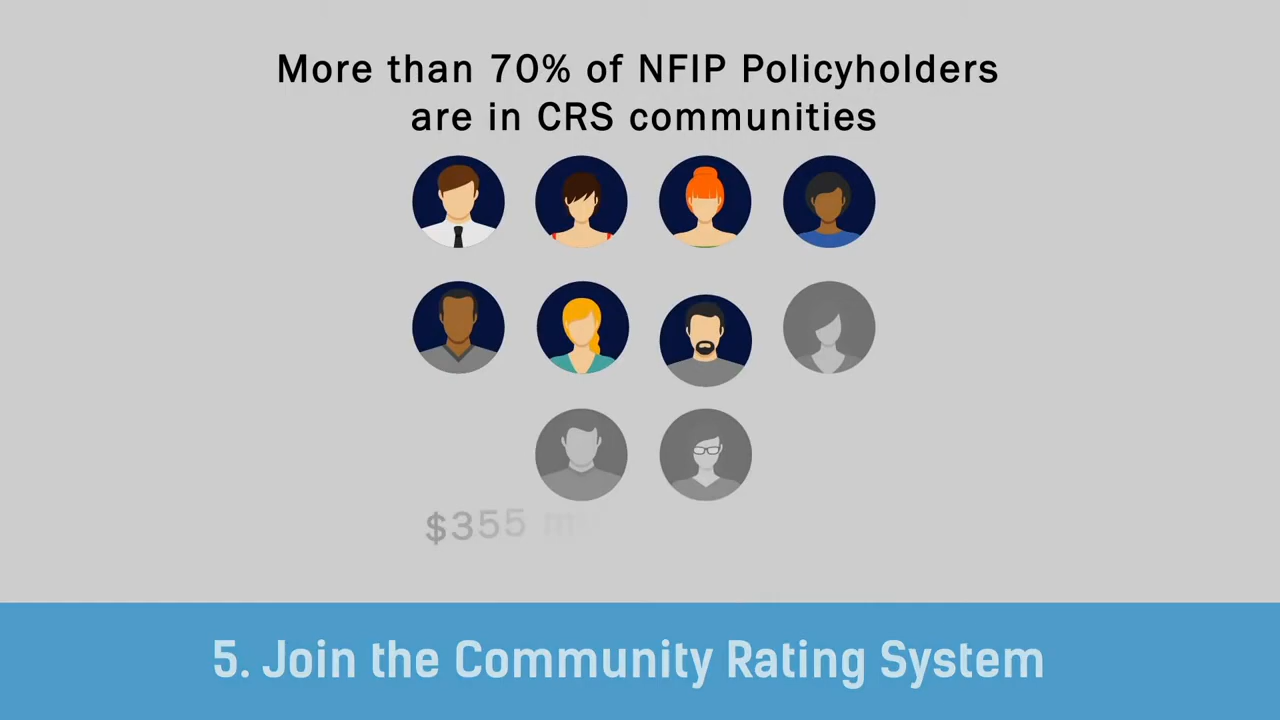 More than 70% of NFIP Policyholders
are in CRS communities
$355
5. Join the Community Rating System